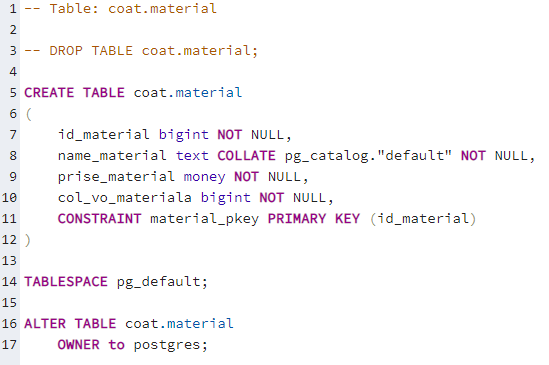 1 -- Table: coat.material
2
3 -- DROP TABLE coat.material;
4
5 CREATE TABLE coat.material
6 (
7     id_material bigint NOT NULL,
8     name_material text COLLATE pg_catalog."default" NOT NULL,
9     prise_material money NOT NULL,
10     col_vo_materiala bigint NOT NULL,
11     CONSTRAINT material_pkey PRIMARY KEY (id_material)
12 )
13
14 TABLESPACE pg_default;
15
16 ALTER TABLE coat.material
17     OWNER to postgres;